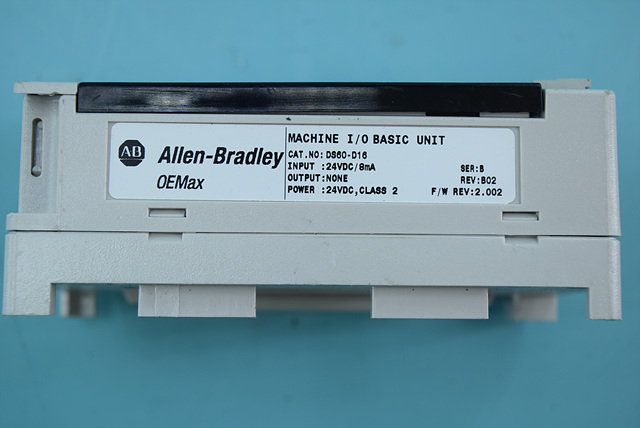 AB
Allen-Bradley
OEMax
MACHINE I/O BASIC UNIT
CAT.NO: DS60-D16
INPUT :24VDC/8mA
OUTPUT:NONE
POWER :24VDC,CLASS 2
SER:B
REV:B02
F/W REV:2.002